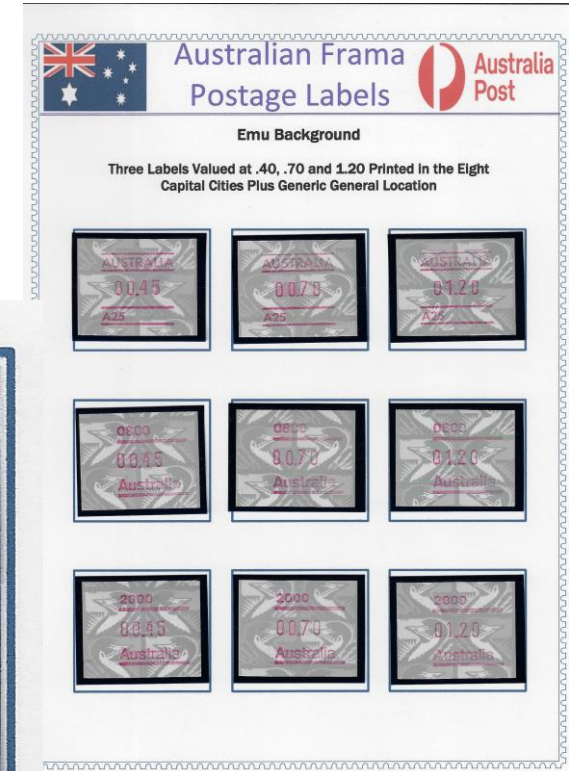 Australian Frama
Postage Labels
Australia
Post
Emu Background
Three Labels Valued at .40, .70 and 1.20 Printed in the Eight
Capital Cities Plus Generic General Location
AUSTRALIA
00.45
A25
AUSTRALIA
00.70
A25
AUSTRALIA
01.20
A25
0800
00.45
Australia
0800
00.70
Australia
0800
01.20
Australia
2000
00.45
Australia
2000
00.70
Australia
2000
01.20
Australia